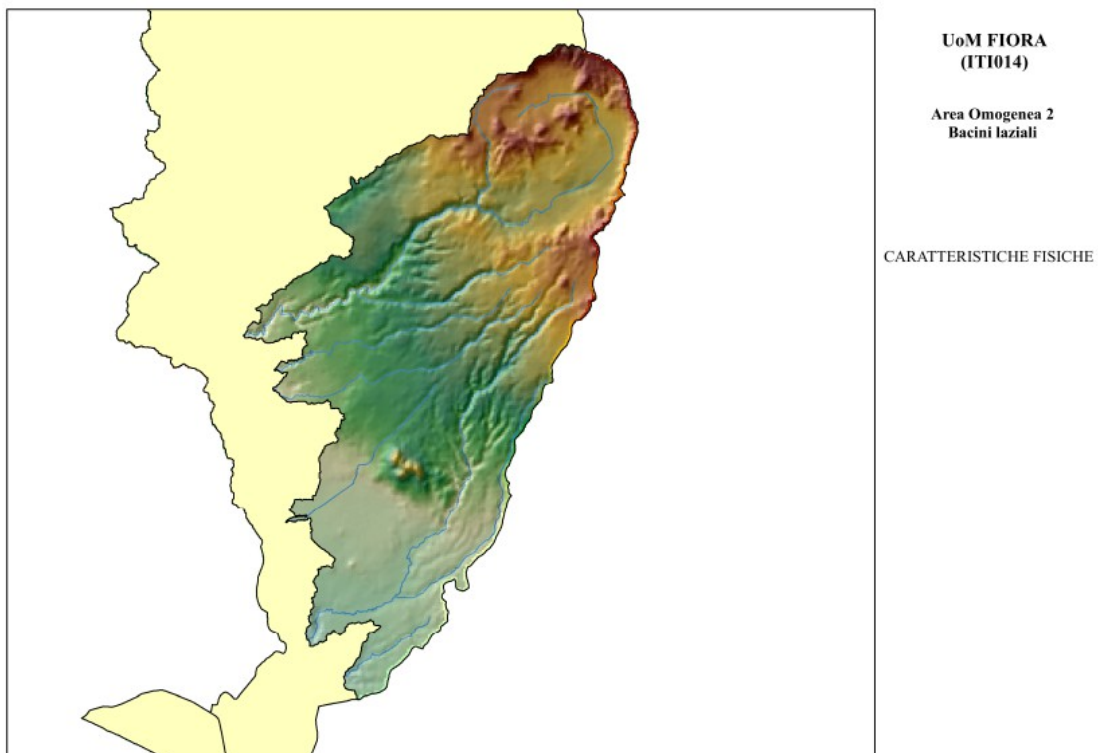 UoM FIORA
(ITI014)
Area Omogenea 2
Bacini laziali
CARATTERISTICHE FISICHE